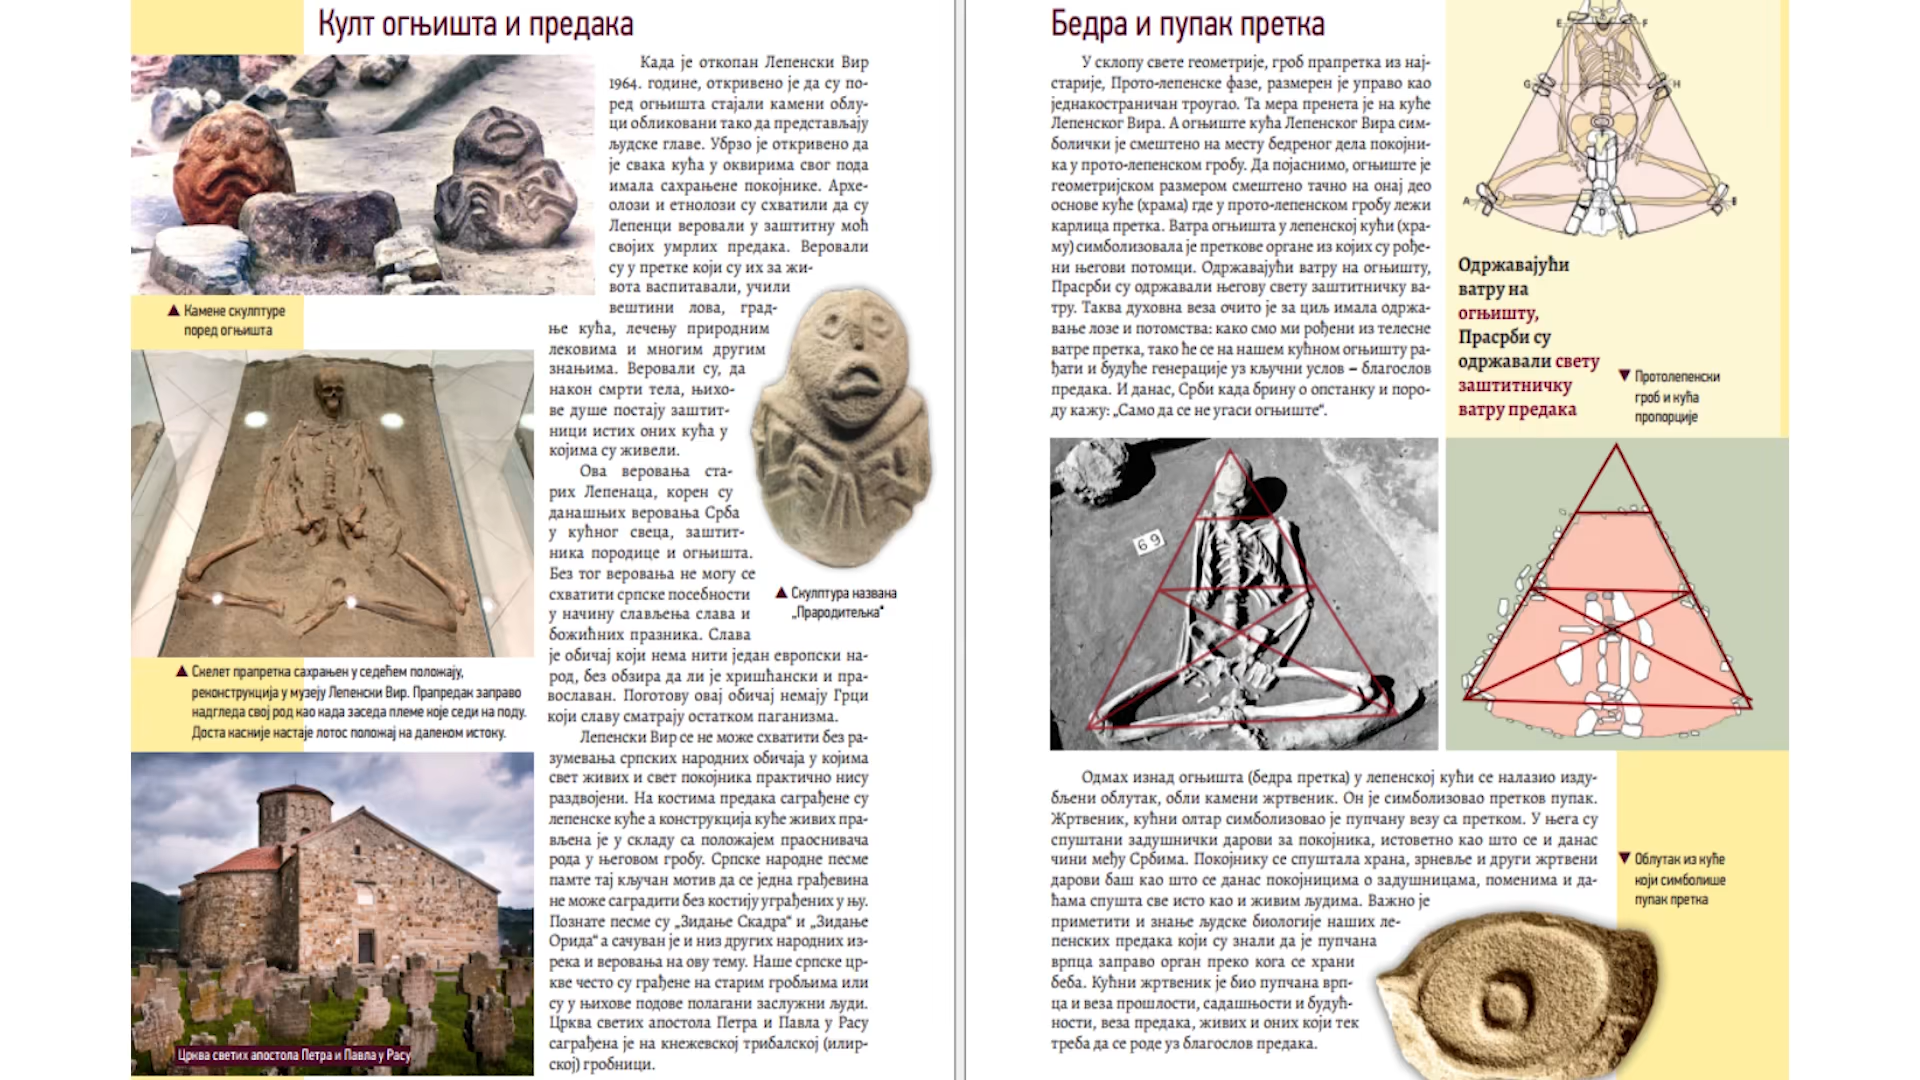 Култ огњишта и предака
Када је откопан Лепенски Вир
1964. године, откривено је да су по-
ред огњишта стајали камени облу-
ци обликовани тако да представљају
људске главе. Убрзо је откривено да
је свака кућа у оквирима свог пода
имала сахрањене покојнике. Архе-
олози и етнолози су схватили да су
Лепенци веровали у заштитну моћ
својих умрлих предака. Веровали
су у претке који су их за жи-
вота васпитавали, учили
вештини лова, град-
ње кућа, лечењу природним
лековима и многим другим
знањима. Веровали су, да
након смрти тела, њихо-
ве душе постају заштит-
ници истих оних кућа у
којима су живели.
Ова веровања ста-
рих Лепенаца, корен су
данашњих веровања Срба
у кућног свеца, заштит-
ника породице и огњишта.
Без тог веровања не могу се
схватити српске посебности
у начину слављења слава и
божићних празника. Слава
је обичај који нема нити један европски на-
род, без обзира да ли је хришћански и пра-
вославан. Поготову овај обичај немају Грци
који славу сматрају остатком паганизма.
Лепенски Вир се не може схватити без ра-
зумевања српских народних обичаја у којима
свет живих и свет покојника практично нису
раздвојени. На костима предака саграђене су
лепенске куће а конструкција куће живих пра-
вљена је у складу са положајем праоснивача
рода у његовом гробу. Српске народне песме
памте тај кључан мотив да се једна грађевина
не може саградити без костију уграђених у њу.
Познате песме су „Зидање Скадра“ и „Зидање
Орида“ а сачуван је и низ других народних из-
река и веровања на ову тему. Наше српске цр-
кве често су грађене на старим гробљима или
су у њихове подове полагани заслужни људи.
Црква светих апостола Петра и Павла у Расу
саграђена је на кнежевској трибалској (илир-
ској) гробници.
▲ Камене скулптуре
поред огњишта
▲ Скулптура названа
„Прародитељка“
▲ Скелет прапретка сахрањен у седећем положају,
реконструкција у музеју Лепенски Вир. Прапредак заправо
надгледа свој род као када заседа племе које седи на поду.
Доста касније настаје лотос положај на далеком истоку.
Црква светих апостола Петра и Павла у Расу
Бедра и пупак претка
У склопу свете геометрије, гроб прапретка из нај-
старије, Прото-лепенске фазе, размерен је управо као
једнакостраничан троугао. Та мера пренета је на куће
Лепенског Вира. А огњиште кућа Лепенског Вира сим-
болички је смештено на месту бедреног дела покојни-
ка у прото-лепенском гробу. Да појаснимо, огњиште је
геометријском размером смештено тачно на онај део
основе куће (храма) где у прото-лепенском гробу лежи
карлица претка. Ватра огњишта у лепенској кући (хра-
му) симболизовала је преткове органе из којих су рође-
ни његови потомци. Одржавајући ватру на огњишту,
Прасрби су одржавали његову свету заштитничку ва-
тру. Таква духовна веза очито је за циљ имала одржа-
вање лозе и потомства: како смо ми рођени из телесне
ватре претка, тако ће се на нашем кућном огњишту ра-
ђати и будуће генерације уз кључни услов – благослов
предака. И данас, Срби када брину о опстанку и поро-
ду кажу: „Само да се не угаси огњиште“.
E F
G H
A D B
Одржавајући
ватру на
огњишту,
Прасрби су
одржавали свету
заштитничку
ватру предака
▼ Протолепенски
гроб и кућа
пропорције
69
Одмах изнад огњишта (бедра претка) у лепенској кући се налазио изду-
бљени облутак, обли камени жртвеник. Он је симболизовао претков пупак.
Жртвеник, кућни олтар симболизовао је пупчану везу са претком. У њега су
спуштани задушнички дарови за покојника, истоветно као што се и данас
чини међу Србима. Покојнику се спуштала храна, зрневље и други жртвени
дарови баш као што се данас покојницима о задушницама, поменима и да-
ћама спушта све исто као и живим људима. Важно је
приметити и знање људске биологије наших ле-
пенских предака који су знали да је пупчана
врпца заправо орган преко кога се храни
беба. Кућни жртвеник је био пупчана врп-
ца и веза прошлости, садашњости и будућ-
ности, веза предака, живих и оних који тек
треба да се роде уз благослов предака.
▼ Облутак из куће
који симболише
пупак претка